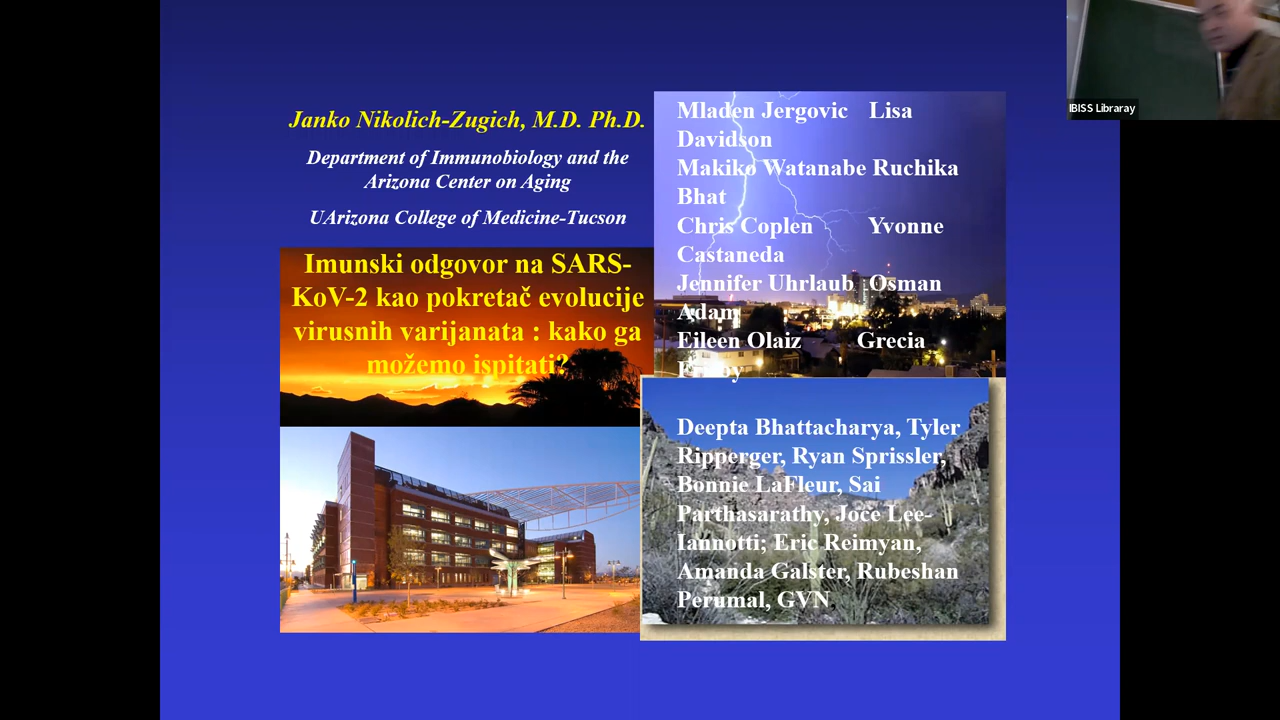 Janko Nikolich-Zugich, M.D. Ph.D.
Department of Immunobiology and the
Arizona Center on Aging
UArizona College of Medicine-Tucson
Imunski odgovor na SARS-
KoV-2 kao pokretač evolucije
virusnih varijanata : kako ga
možemo ispitati?
Mladen Jergovic Lisa
Davidson
Makiko Watanabe Ruchika
Bhat
Chris Coplen Yvonne
Castaneda
Jennifer Uhrlaub Osman
Adam
Eileen Olaiz Grecia
Deepta Bhattacharya, Tyler
Ripperger, Ryan Sprissler,
Bonnie LaFleur, Sai
Parthasarathy, Joce Lee-
Iannotti; Eric Reimyan,
Amanda Galster, Rubeshan
Perumal, GVN
IBISS Libraray